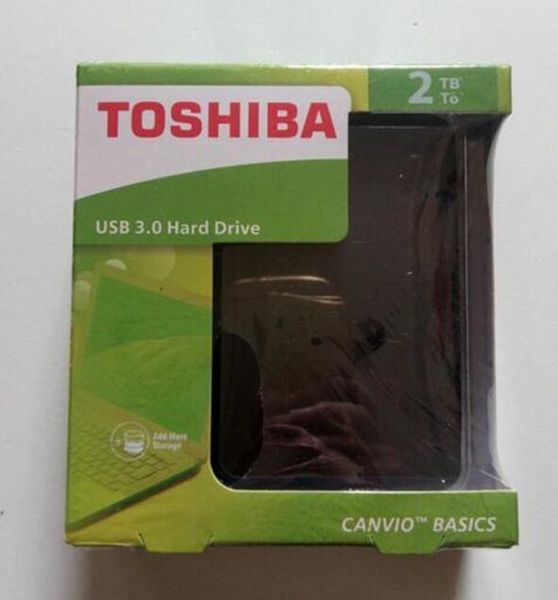 2 TB
To
TOSHIBA
USB 3.0 Hard Drive
+
Add More
Storage
CANVIO™ BASICS